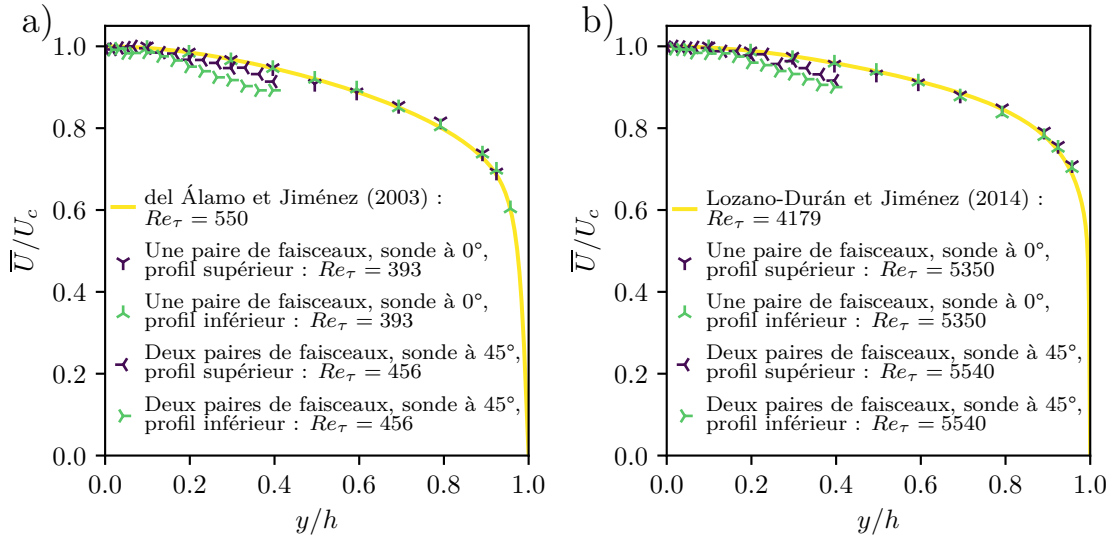 a)
1.0
0.8
0.6
0.4
0.2
0.0
U̅/U_c
del Álamo et Jiménez (2003) :
Re_τ = 550
Une paire de faisceaux, sonde à 0°,
profil supérieur : Re_τ = 393
Une paire de faisceaux, sonde à 0°,
profil inférieur : Re_τ = 393
Deux paires de faisceaux, sonde à 45°,
profil supérieur : Re_τ = 456
Deux paires de faisceaux, sonde à 45°,
profil inférieur : Re_τ = 456
0.0 0.2 0.4 0.6 0.8 1.0
y/h
b)
1.0
0.8
0.6
0.4
0.2
0.0
U̅/U_c
Lozano-Durán et Jiménez (2014) :
Re_τ = 4179
Une paire de faisceaux, sonde à 0°,
profil supérieur : Re_τ = 5350
Une paire de faisceaux, sonde à 0°,
profil inférieur : Re_τ = 5350
Deux paires de faisceaux, sonde à 45°,
profil supérieur : Re_τ = 5540
Deux paires de faisceaux, sonde à 45°,
profil inférieur : Re_τ = 5540
0.0 0.2 0.4 0.6 0.8 1.0
y/h